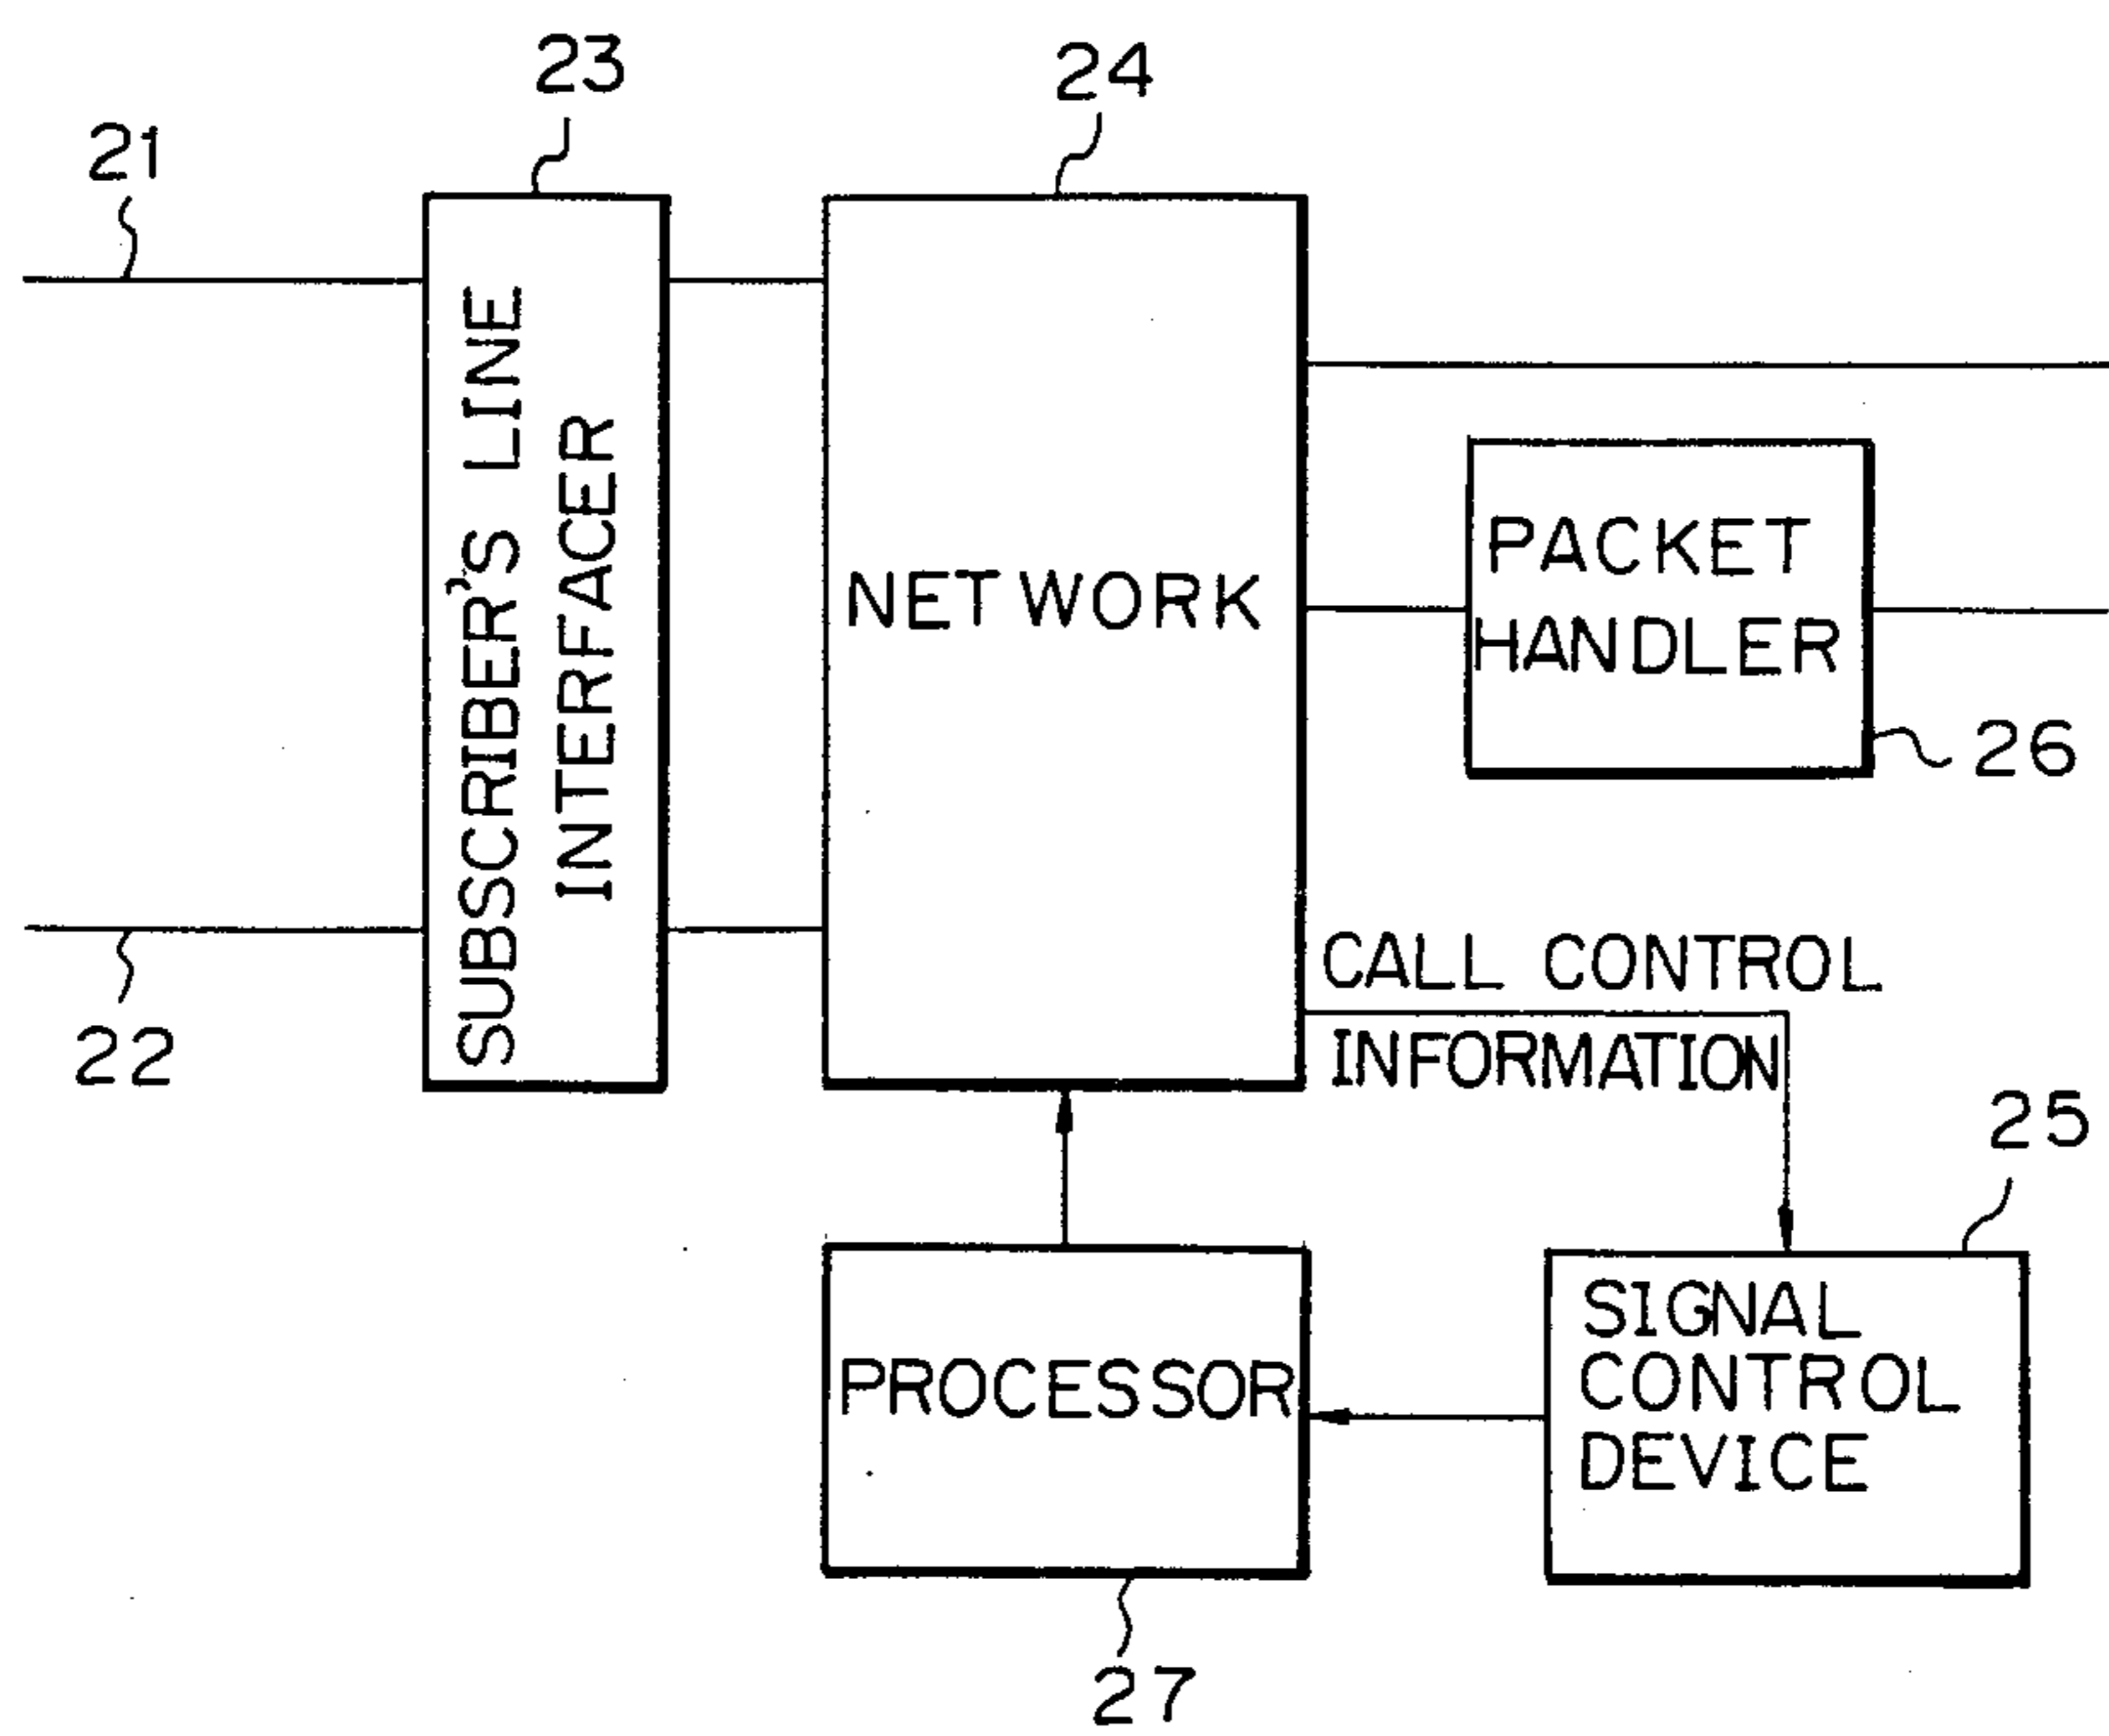 23
24
21
SUBSCRIBER'S LINE
INTERFACER
NETWORK
PACKET
HANDLER
26
22
CALL CONTROL
INFORMATION
25
SIGNAL
CONTROL
DEVICE
PROCESSOR
27